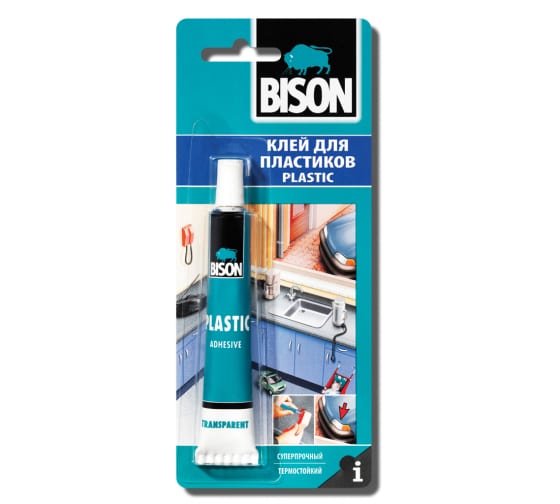 BISON
КЛЕЙ ДЛЯ
ПЛАСТИКОВ
PLASTIC
BISON
PLASTIC
ADHESIVE
TRANSPARENT
СУПЕРПРОЧНЫЙ
ТЕРМОСТОЙКИЙ
i